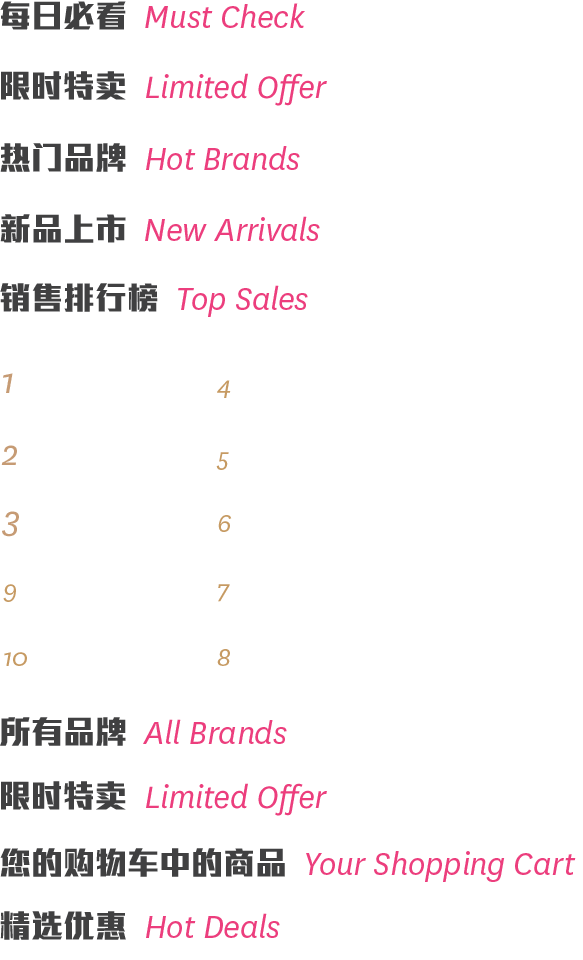 每日必看 Must Check
限时特卖 Limited Offer
热门品牌 Hot Brands
新品上市 New Arrivals
销售排行榜 Top Sales
1 4
2 5
3 6
9 7
10 8
所有品牌 All Brands
限时特卖 Limited Offer
您的购物车中的商品 Your Shopping Cart
精选优惠 Hot Deals